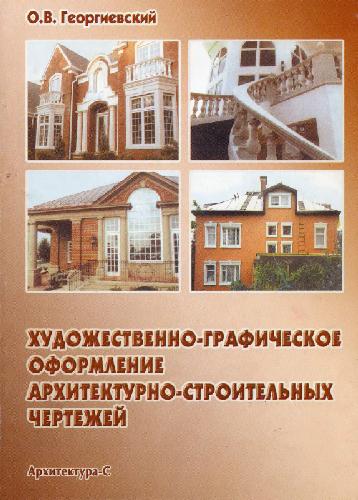 О.В. Георгиевский
ХУДОЖЕСТВЕННО-ГРАФИЧЕСКОЕ
ОФОРМЛЕНИЕ
АРХИТЕКТУРНО-СТРОИТЕЛЬНЫХ
ЧЕРТЕЖЕЙ
Архитектура-С